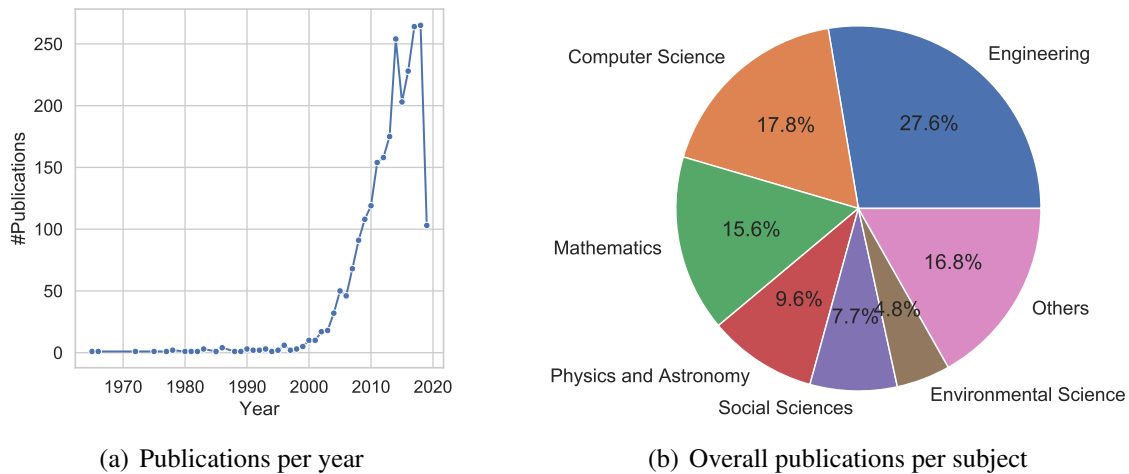 250
200
150
100
50
0
#Publications
1970 1980 1990 2000 2010 2020
Year
(a) Publications per year
Computer Science
Engineering
17.8%
27.6%
Mathematics
15.6%
16.8%
9.6%
7.7%
4.8%
Others
Physics and Astronomy
Social Sciences
Environmental Science
(b) Overall publications per subject